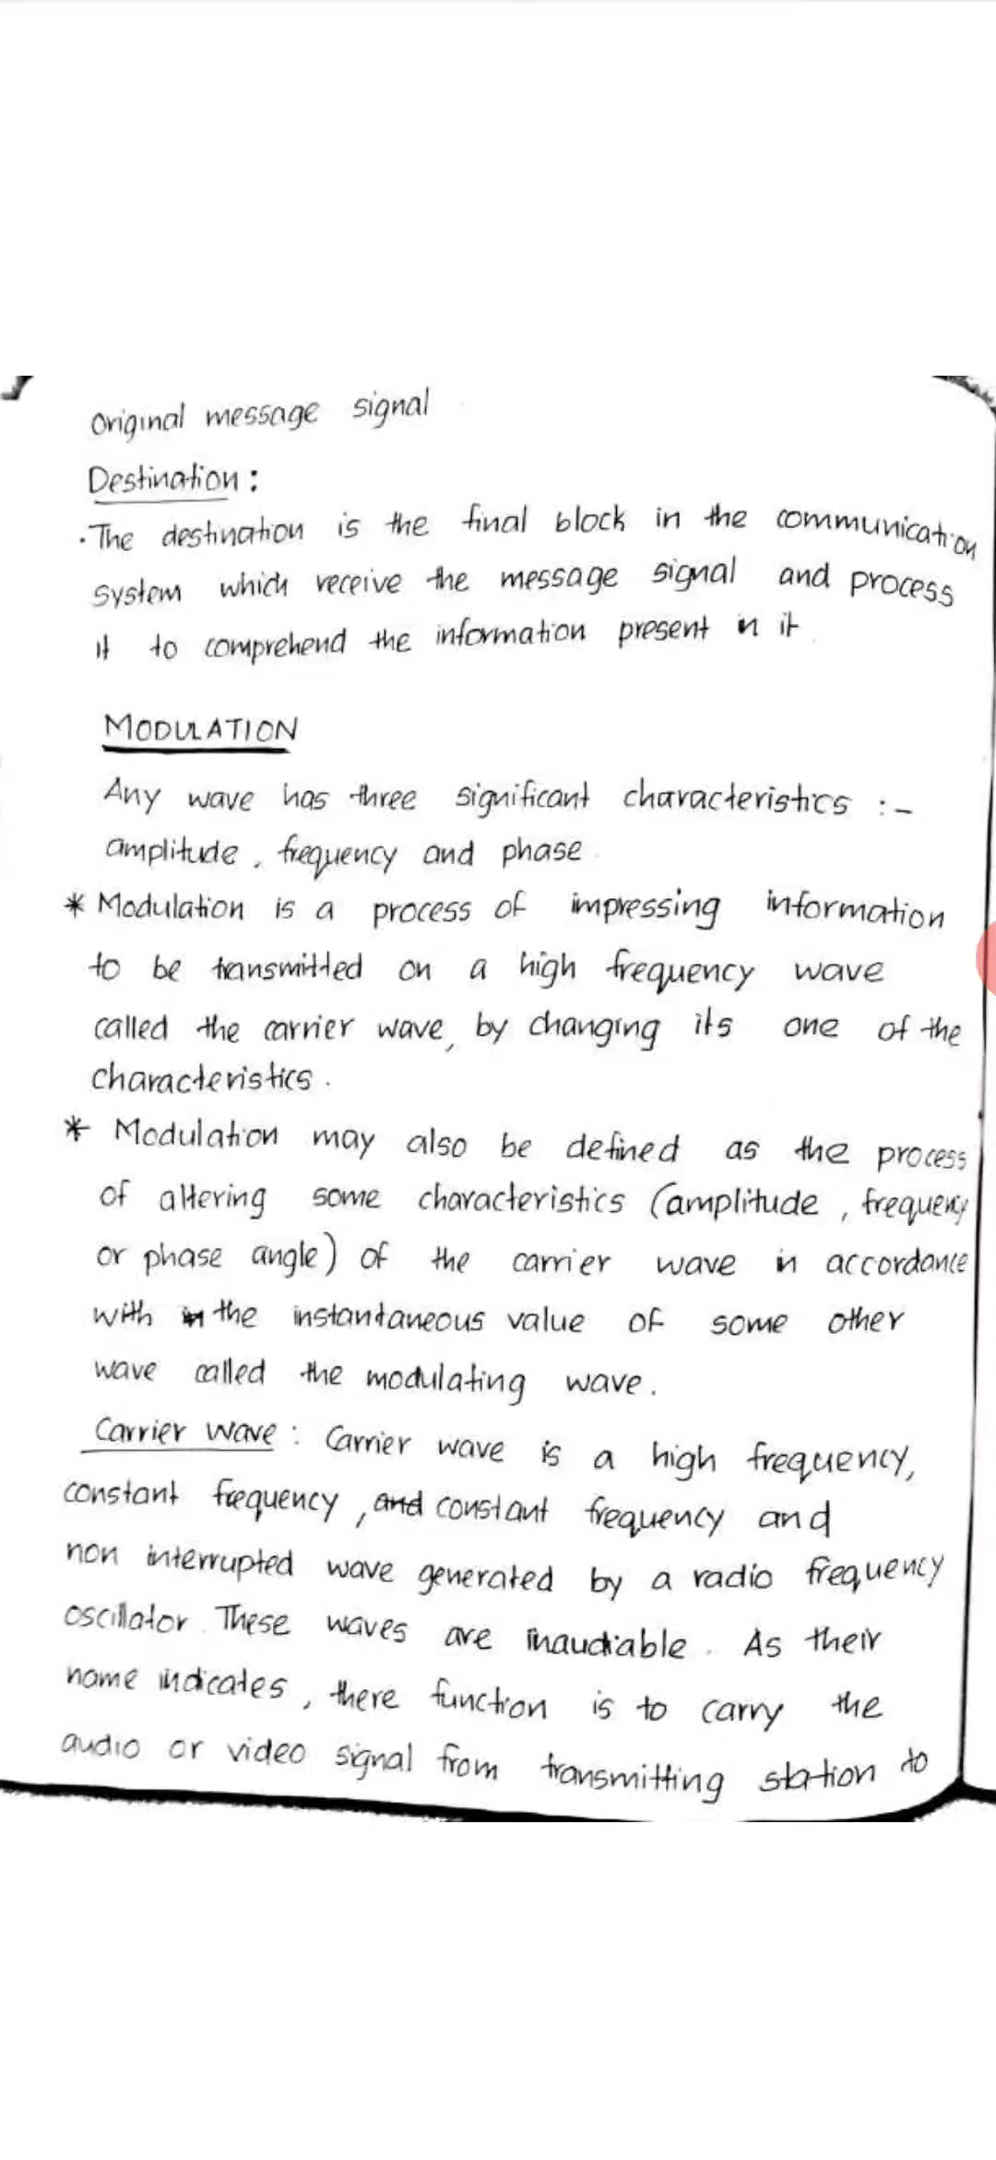 original message signal
Destination :
· The destination is the final block in the communication
system which receive the message signal and process
it to comprehend the information present in it
MODULATION
Any wave has three significant characteristics :-
amplitude, frequency and phase
* Modulation is a process of impressing information
to be transmitted on a high frequency wave
called the carrier wave, by changing its one of the
characteristics.
* Modulation may also be defined as the process
of altering some characteristics (amplitude, frequency
or phase angle) of the carrier wave in accordance
with the instantaneous value of some other
wave called the modulating wave.
Carrier wave : Carrier wave is a high frequency,
constant frequency, and constant frequency and
non interrupted wave generated by a radio frequency
oscillator. These waves are inaudiable. As their
name indicates, there function is to carry the
audio or video signal from transmitting station to